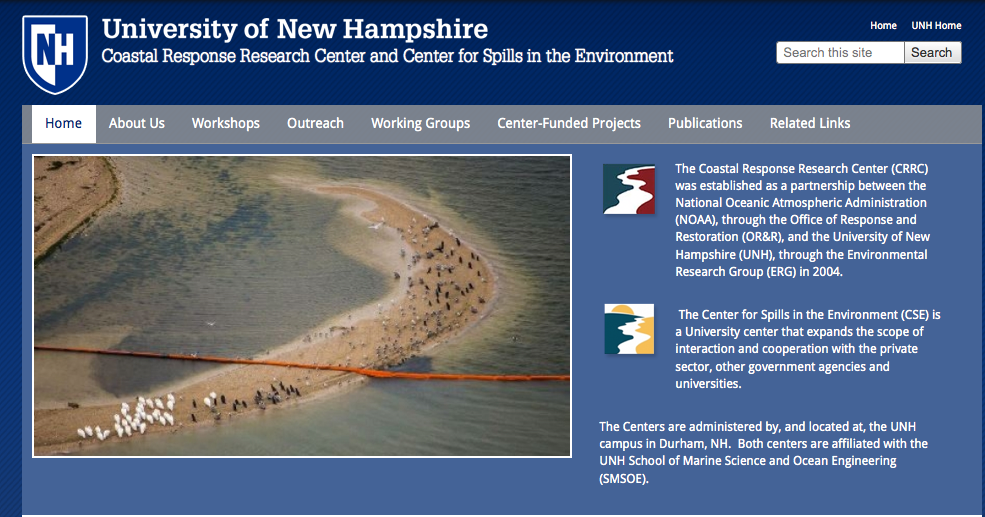 NH
University of New Hampshire
Coastal Response Research Center and Center for Spills in the Environment
Home
UNH Home
Search this site
Search
Home
About Us
Workshops
Outreach
Working Groups
Center-Funded Projects
Publications
Related Links
The Coastal Response Research Center (CRRC)
was established as a partnership between the
National Oceanic Atmospheric Administration
(NOAA), through the Office of Response and
Restoration (OR&R), and the University of New
Hampshire (UNH), through the Environmental
Research Group (ERG) in 2004.
The Center for Spills in the Environment (CSE) is
a University center that expands the scope of
interaction and cooperation with the private
sector, other government agencies and
universities.
The Centers are administered by, and located at, the UNH
campus in Durham, NH. Both centers are affiliated with the
UNH School of Marine Science and Ocean Engineering
(SMSOE).